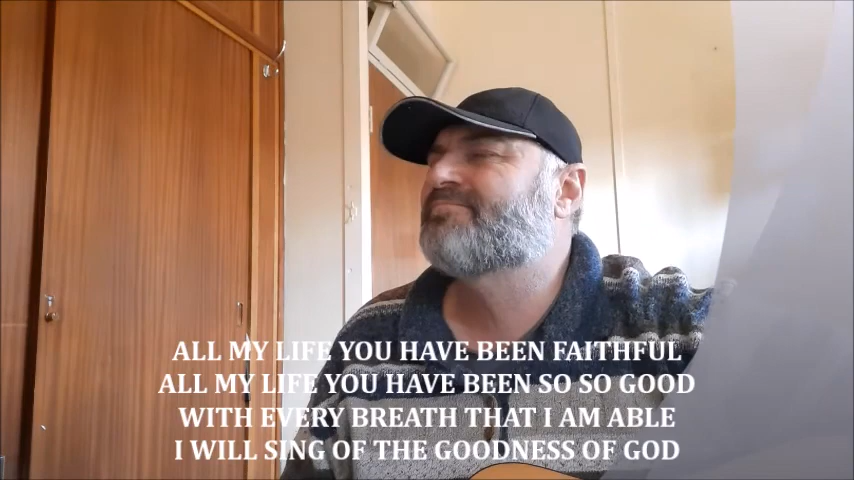 ALL MY LIFE YOU HAVE BEEN FAITHFUL
ALL MY LIFE YOU HAVE BEEN SO SO GOOD
WITH EVERY BREATH THAT I AM ABLE
I WILL SING OF THE GOODNESS OF GOD